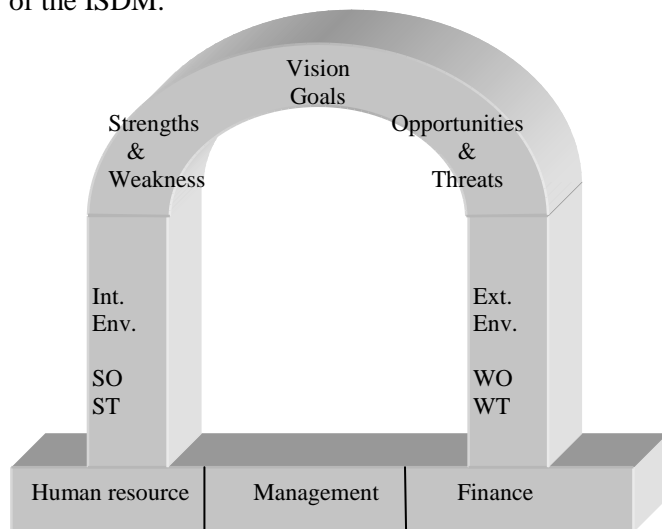 of the ISDM.
Vision
Goals
Strengths
&
Weakness
Opportunities
&
Threats
Int.
Env.
SO
ST
Ext.
Env.
WO
WT
Human resource
Management
Finance